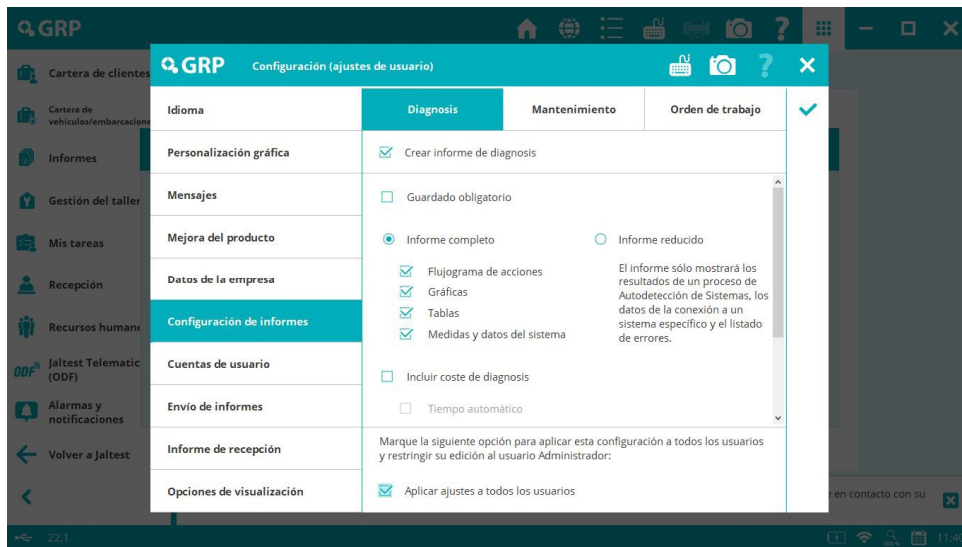 GRP
?
Cartera de clientes
Cartera de
vehículos/embarcacione
Informes
Gestión del taller
Mis tareas
Recepción
Recursos humano
ODF
Jaltest Telematic
(ODF)
Alarmas y
notificaciones
Volver a Jaltest
GRP
Configuración (ajustes de usuario)
?
Idioma
Personalización gráfica
Mensajes
Mejora del producto
Datos de la empresa
Configuración de informes
Cuentas de usuario
Envío de informes
Informe de recepción
Opciones de visualización
Diagnosis
Mantenimiento
Orden de trabajo
Crear informe de diagnosis
Guardado obligatorio
Informe completo
Flujograma de acciones
Gráficas
Tablas
Medidas y datos del sistema
Informe reducido
El informe sólo mostrará los
resultados de un proceso de
Autodetección de Sistemas, los
datos de la conexión a un
sistema específico y el listado
de errores.
Incluir coste de diagnosis
Tiempo automático
Marque la siguiente opción para aplicar esta configuración a todos los usuarios
y restringir su edición al usuario Administrador:
Aplicar ajustes a todos los usuarios
e en contacto con su
22.1
100 %
11:40